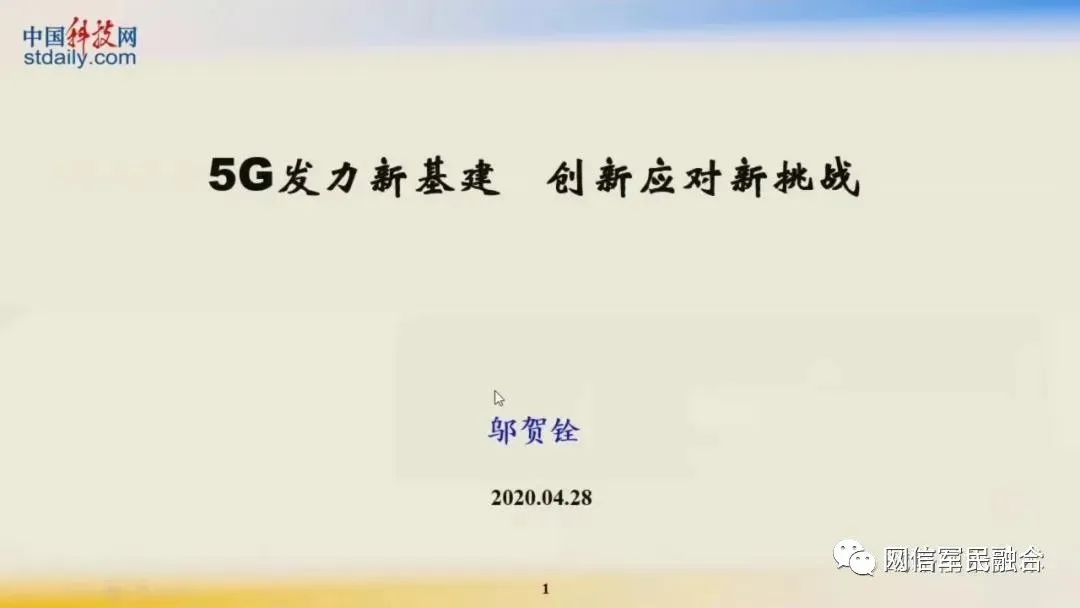 中国科技网
stdaily.com
5G发力新基建 创新应对新挑战
邬贺铨
2020.04.28
网信军民融合
1